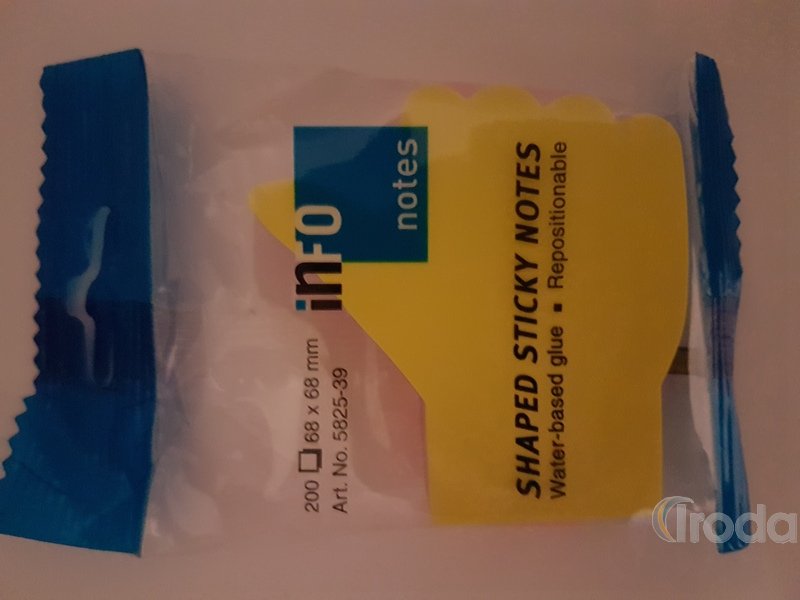 inFO
notes
200 68 x 68 mm
Art. No. 5825-39
SHAPED STICKY NOTES
Water-based glue ▪ Repositionable
Iroda